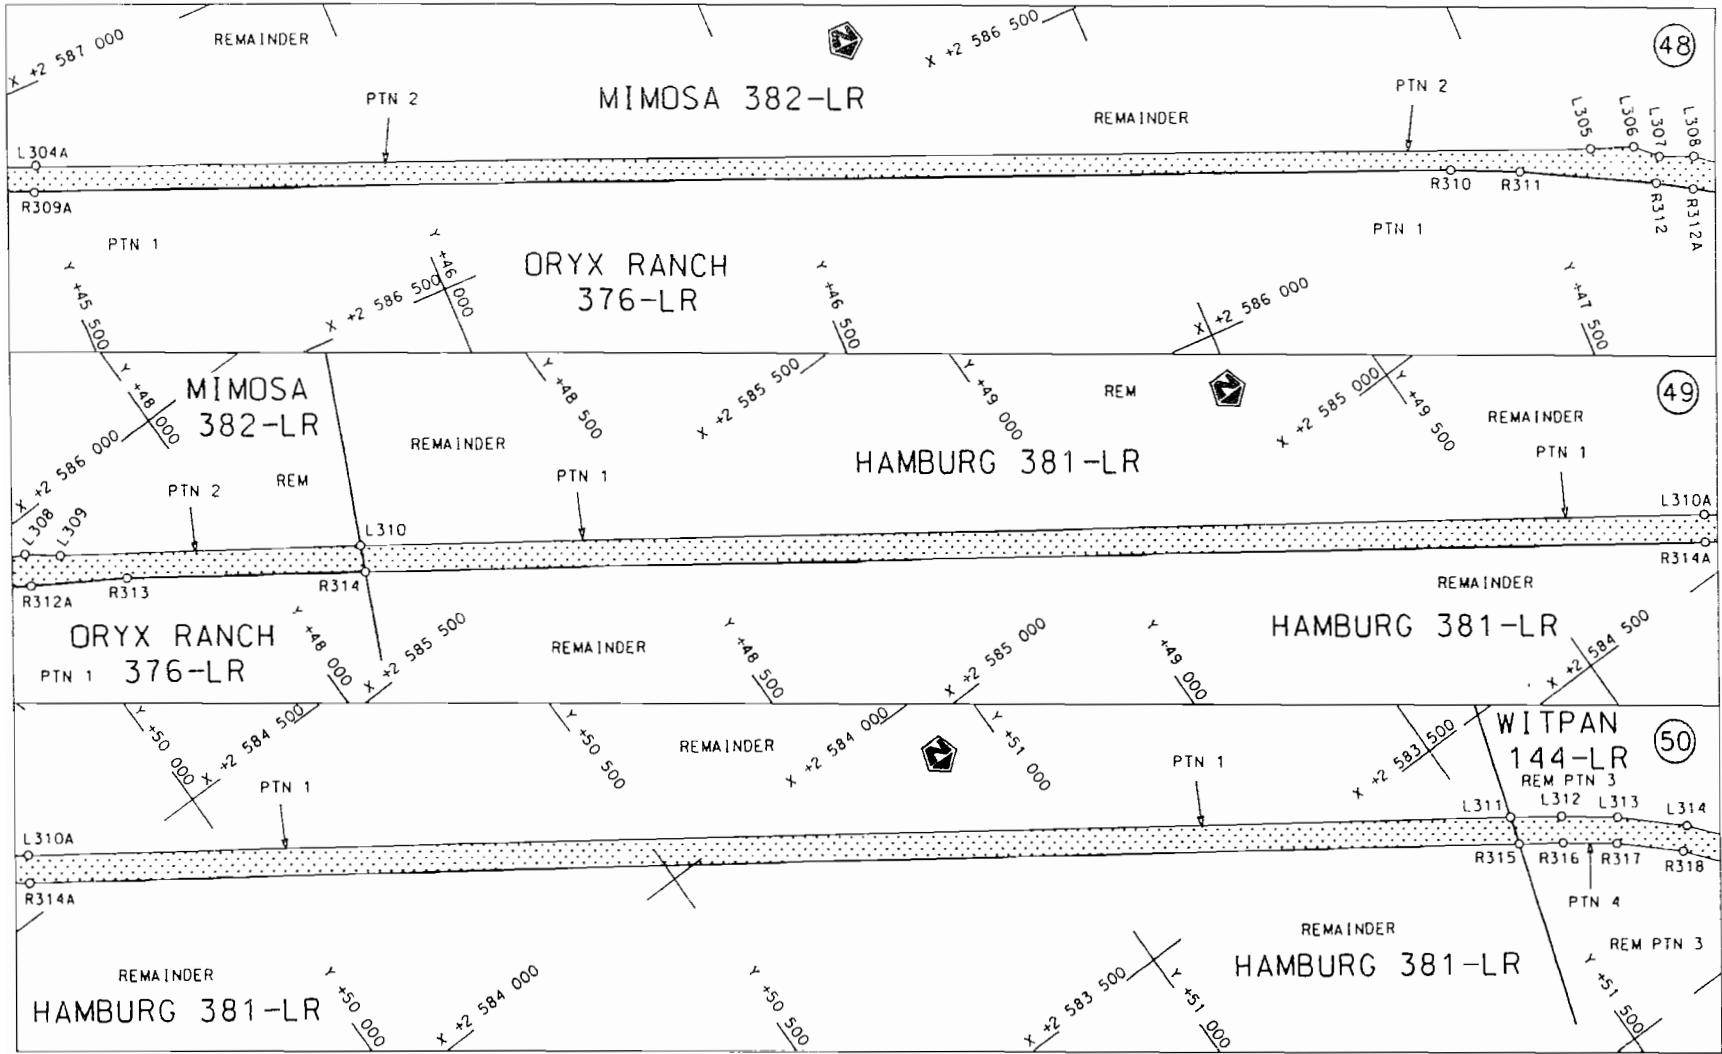 X +2 587 000
REMAINDER
N
X +2 586 500
48
MIMOSA 382-LR
PTN 2
REMAINDER
PTN 2
L304A
L305
L306
L307
L308
R309A
R310
R311
R312
R312A
PTN 1
PTN 1
Y +45 500
Y +46 000
X +2 586 500
ORYX RANCH
376-LR
Y +46 500
X +2 586 000
Y +47 500
MIMOSA
382-LR
Y +48 000
X +2 586 000
REMAINDER
Y +48 500
X +2 585 500
Y +49 000
REM
N
X +2 585 000
Y +49 500
49
REMAINDER
HAMBURG 381-LR
PTN 2
REM
PTN 1
PTN 1
L308
L309
L310
L310A
R312A
R313
R314
R314A
REMAINDER
ORYX RANCH
PTN 1 376-LR
Y +48 000
X +2 585 500
REMAINDER
Y +48 500
X +2 585 000
Y +49 000
HAMBURG 381-LR
X +2 584 500
Y +50 000
X +2 584 500
Y +50 500
REMAINDER
X +2 584 000
N
Y +51 000
X +2 583 500
WITPAN
144-LR
REM PTN 3
50
PTN 1
PTN 1
L310A
L311
L312
L313
L314
R314A
R315
R316
R317
R318
PTN 4
REMAINDER
HAMBURG 381-LR
Y +50 000
X +2 584 000
Y +50 500
X +2 583 500
Y +51 000
REMAINDER
HAMBURG 381-LR
REM PTN 3
Y +51 500